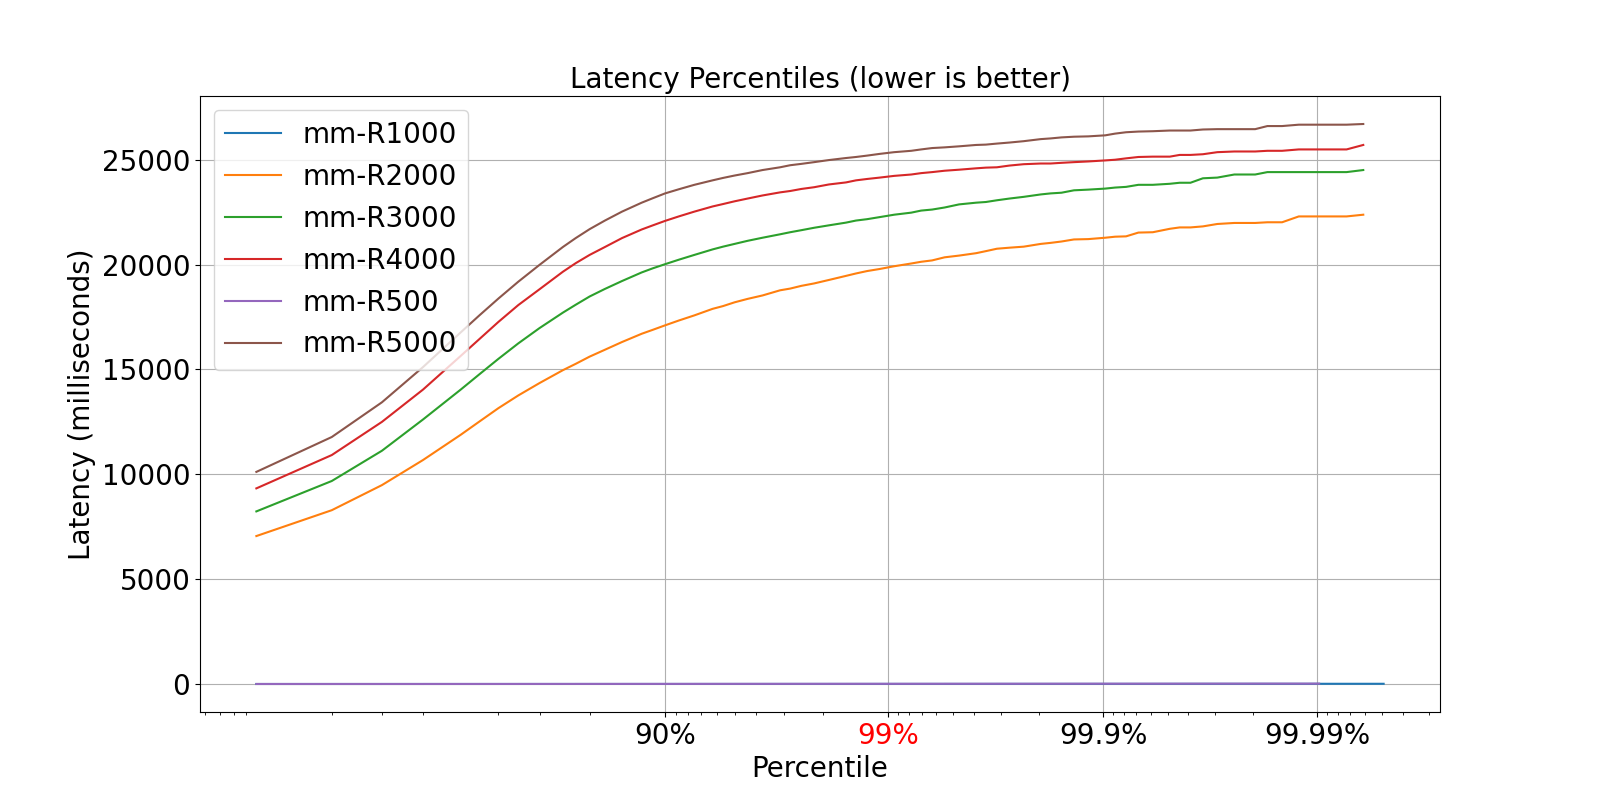 Latency Percentiles (lower is better)
mm-R1000
mm-R2000
mm-R3000
mm-R4000
mm-R500
mm-R5000
25000
20000
15000
10000
5000
0
Latency (milliseconds)
90% 99% 99.9% 99.99%
Percentile